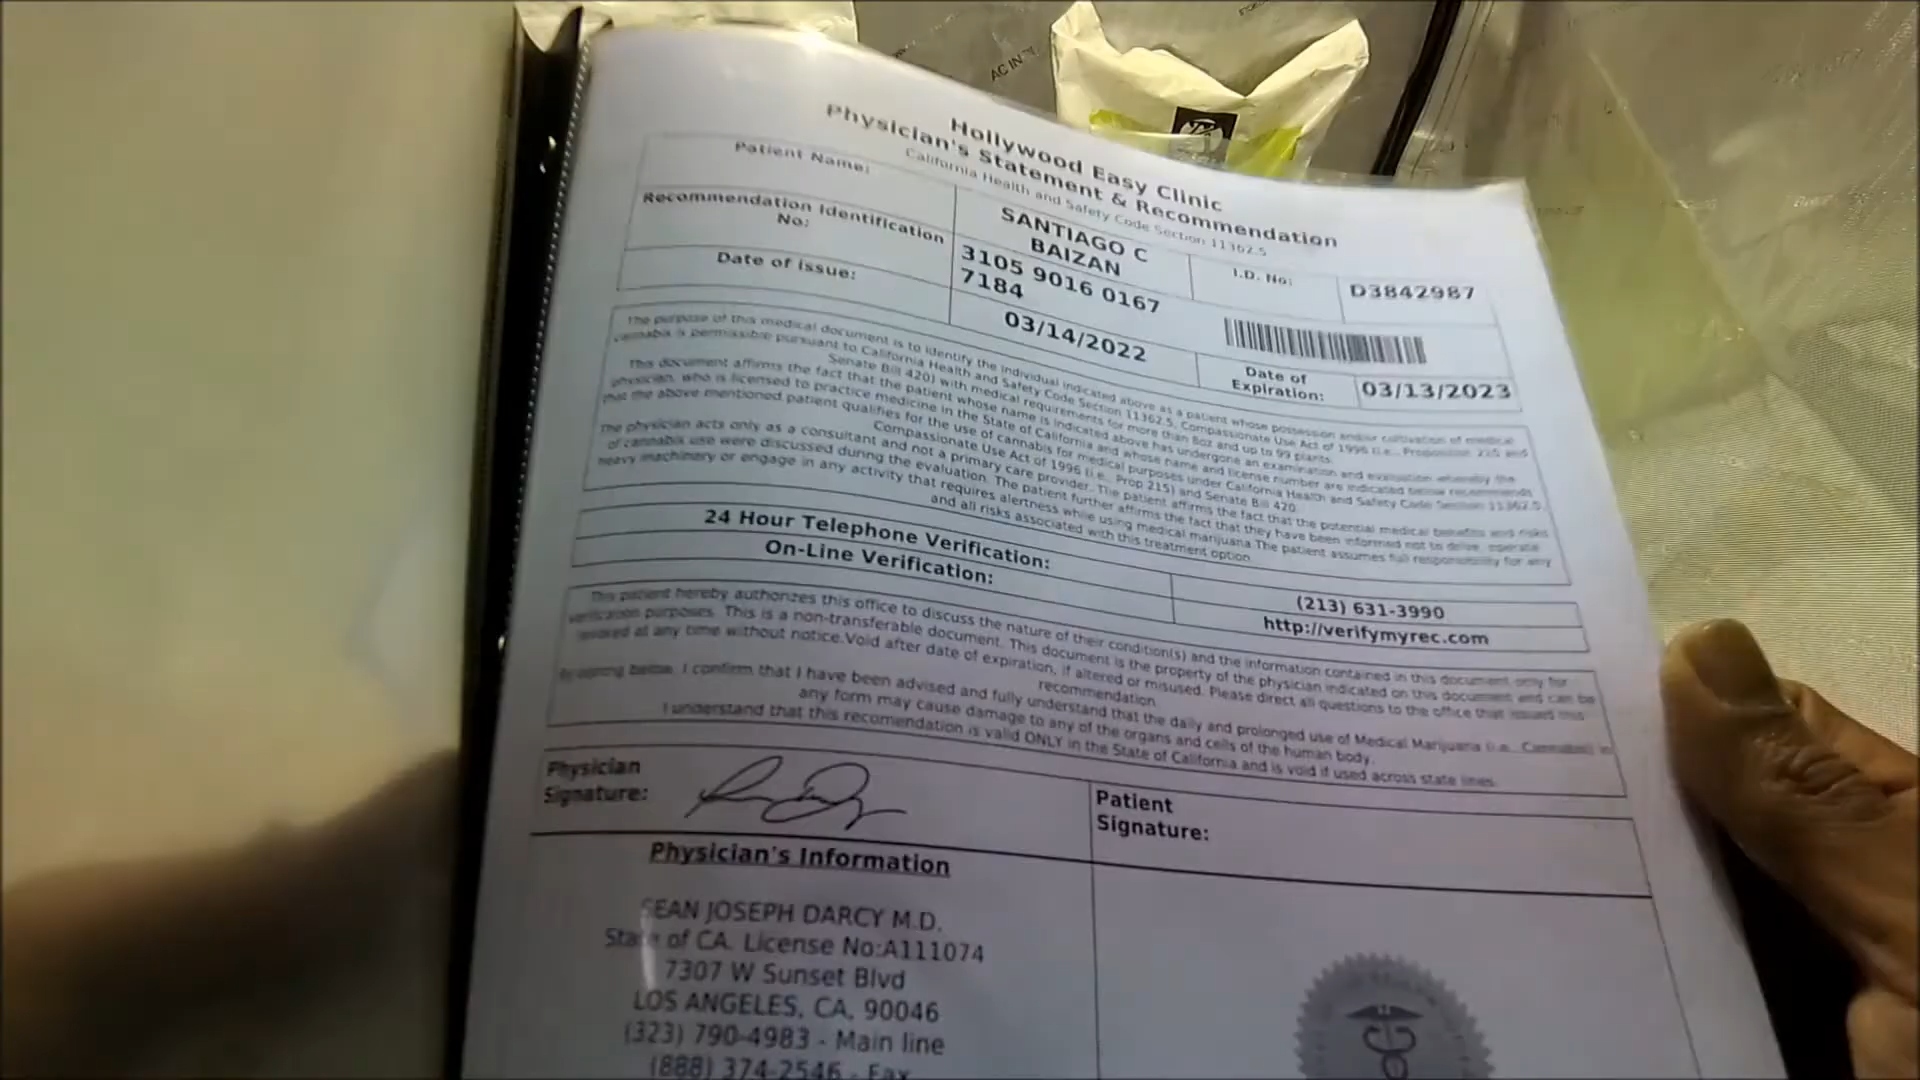 AC IN
Hollywood Easy Clinic
Physician's Statement & Recommendation
California Health and Safety Code Section 11362.5
Patient Name:
SANTIAGO C
BAIZAN
I.D. No:
D3842987
Recommendation Identification
No:
3105 9016 0167
7184
Date of issue:
03/14/2022
Date of
Expiration:
03/13/2023
The purpose of this medical document is to identify the individual indicated above as a patient whose possession and/or cultivation of medical
cannabis is permissible pursuant to California Health and Safety Code Section 11362.5, Compassionate Use Act of 1996 (i.e., Proposition 215 and
Senate Bill 420) with medical requirements for more than 8oz and up to 99 plants.
This document affirms the fact that the patient whose name is indicated above has undergone an examination and evaluation whereby the
physician, who is licensed to practice medicine in the State of California and whose name and license number are indicated below recommends
that the above mentioned patient qualifies for the use of cannabis for medical purposes under California Health and Safety Code Section 11362.5,
Compassionate Use Act of 1996 (i.e., Prop 215) and Senate Bill 420.
The physician acts only as a consultant and not a primary care provider. The patient affirms the fact that the potential medical benefits and risks
of cannabis use were discussed during the evaluation. The patient further affirms the fact that they have been informed not to drive, operate
heavy machinery or engage in any activity that requires alertness while using medical marijuana.The patient assumes full responsibility for any
and all risks associated with this treatment option.
24 Hour Telephone Verification:
(213) 631-3990
On-Line Verification:
http://verifymyrec.com
This patient hereby authorizes this office to discuss the nature of their condition(s) and the information contained in this document only for
verification purposes. This is a non-transferable document. This document is the property of the physician indicated on this document and can be
revoked at any time without notice.Void after date of expiration, if altered or misused. Please direct all questions to the office that issued this
recommendation.
By signing below, I confirm that I have been advised and fully understand that the daily and prolonged use of Medical Marijuana (i.e., Cannabis) in
any form may cause damage to any of the organs and cells of the human body.
I understand that this recomendation is valid ONLY in the State of California and is void if used across state lines.
Physician
Signature:
Patient
Signature:
Physician's Information
SEAN JOSEPH DARCY M.D.
State of CA. License No:A111074
7307 W Sunset Blvd
LOS ANGELES, CA, 90046
(323) 790-4983 - Main line
(888) 374-2546 - Fax